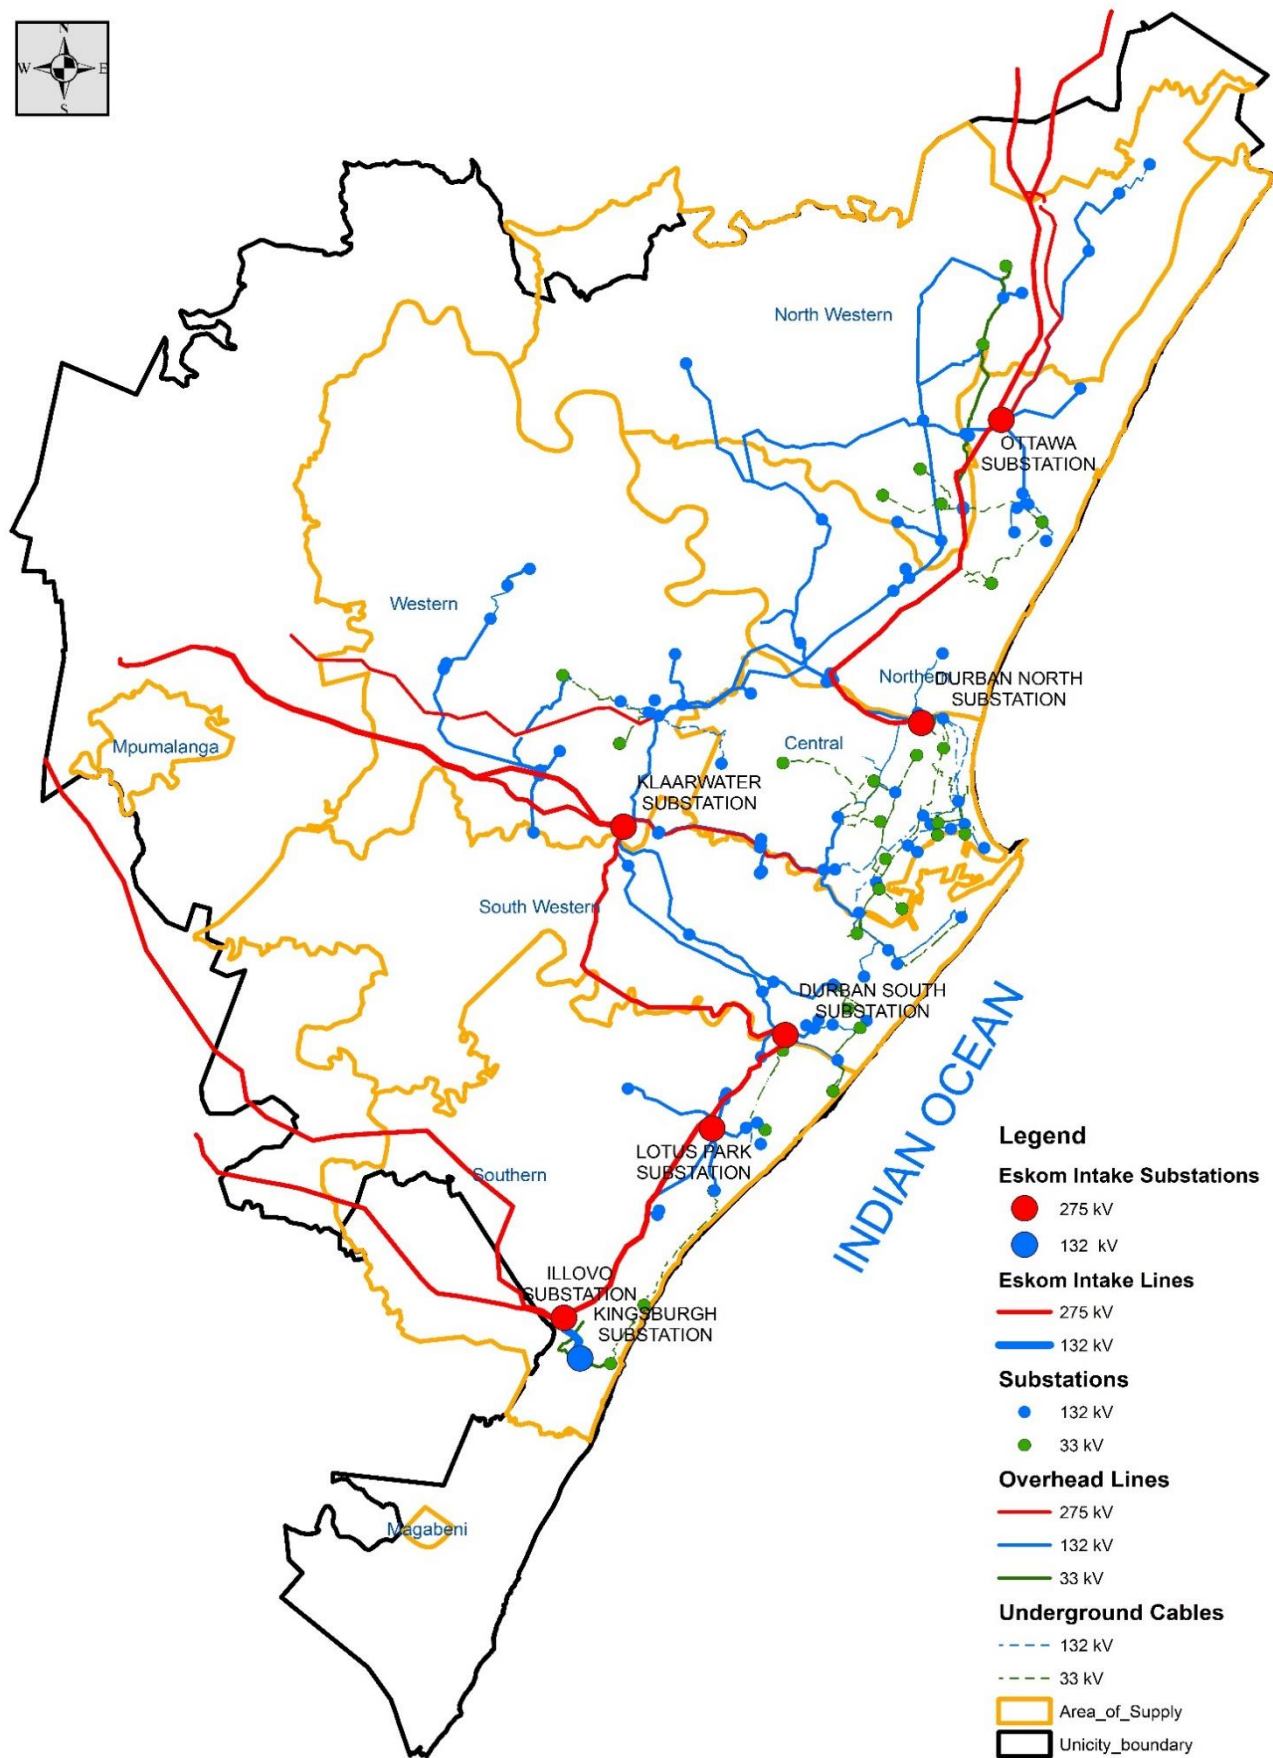 N
W E
S
North Western
OTTAWA
SUBSTATION
Western
Northern
DURBAN NORTH
SUBSTATION
Mpumalanga
Central
KLAARWATER
SUBSTATION
South Western
DURBAN SOUTH
SUBSTATION
INDIAN OCEAN
LOTUS PARK
SUBSTATION
Southern
ILLOVO
SUBSTATION
KINGSBURGH
SUBSTATION
Magabeni
Legend
Eskom Intake Substations
275 kV
132 kV
Eskom Intake Lines
275 kV
132 kV
Substations
132 kV
33 kV
Overhead Lines
275 kV
132 kV
33 kV
Underground Cables
132 kV
33 kV
Area_of_Supply
Unicity_boundary